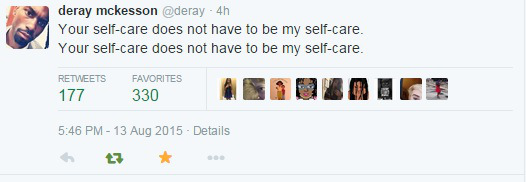 deray mckesson @deray · 4h
Your self-care does not have to be my self-care.
Your self-care does not have to be my self-care.
RETWEETS FAVORITES
177 330
5:46 PM - 13 Aug 2015 · Details